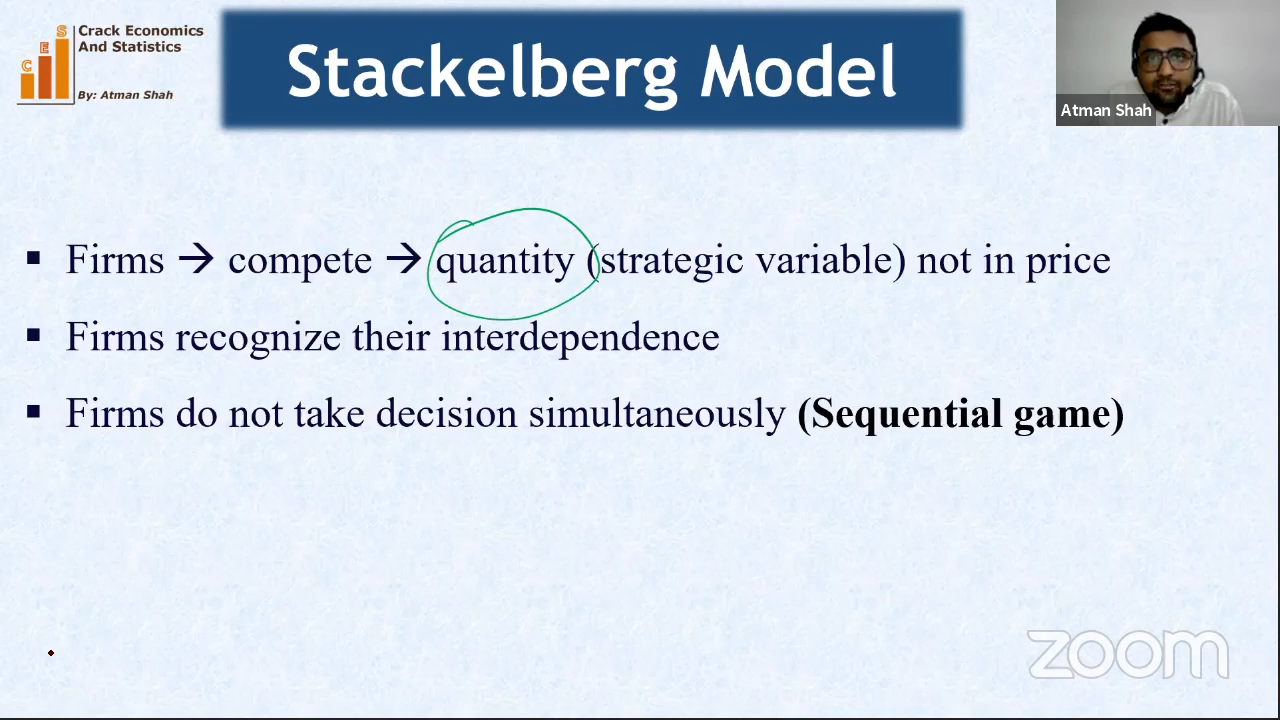 C E S
Crack Economics
And Statistics
By: Atman Shah
Stackelberg Model
Atman Shah
▪ Firms → compete → quantity (strategic variable) not in price
▪ Firms recognize their interdependence
▪ Firms do not take decision simultaneously (Sequential game)
zoom